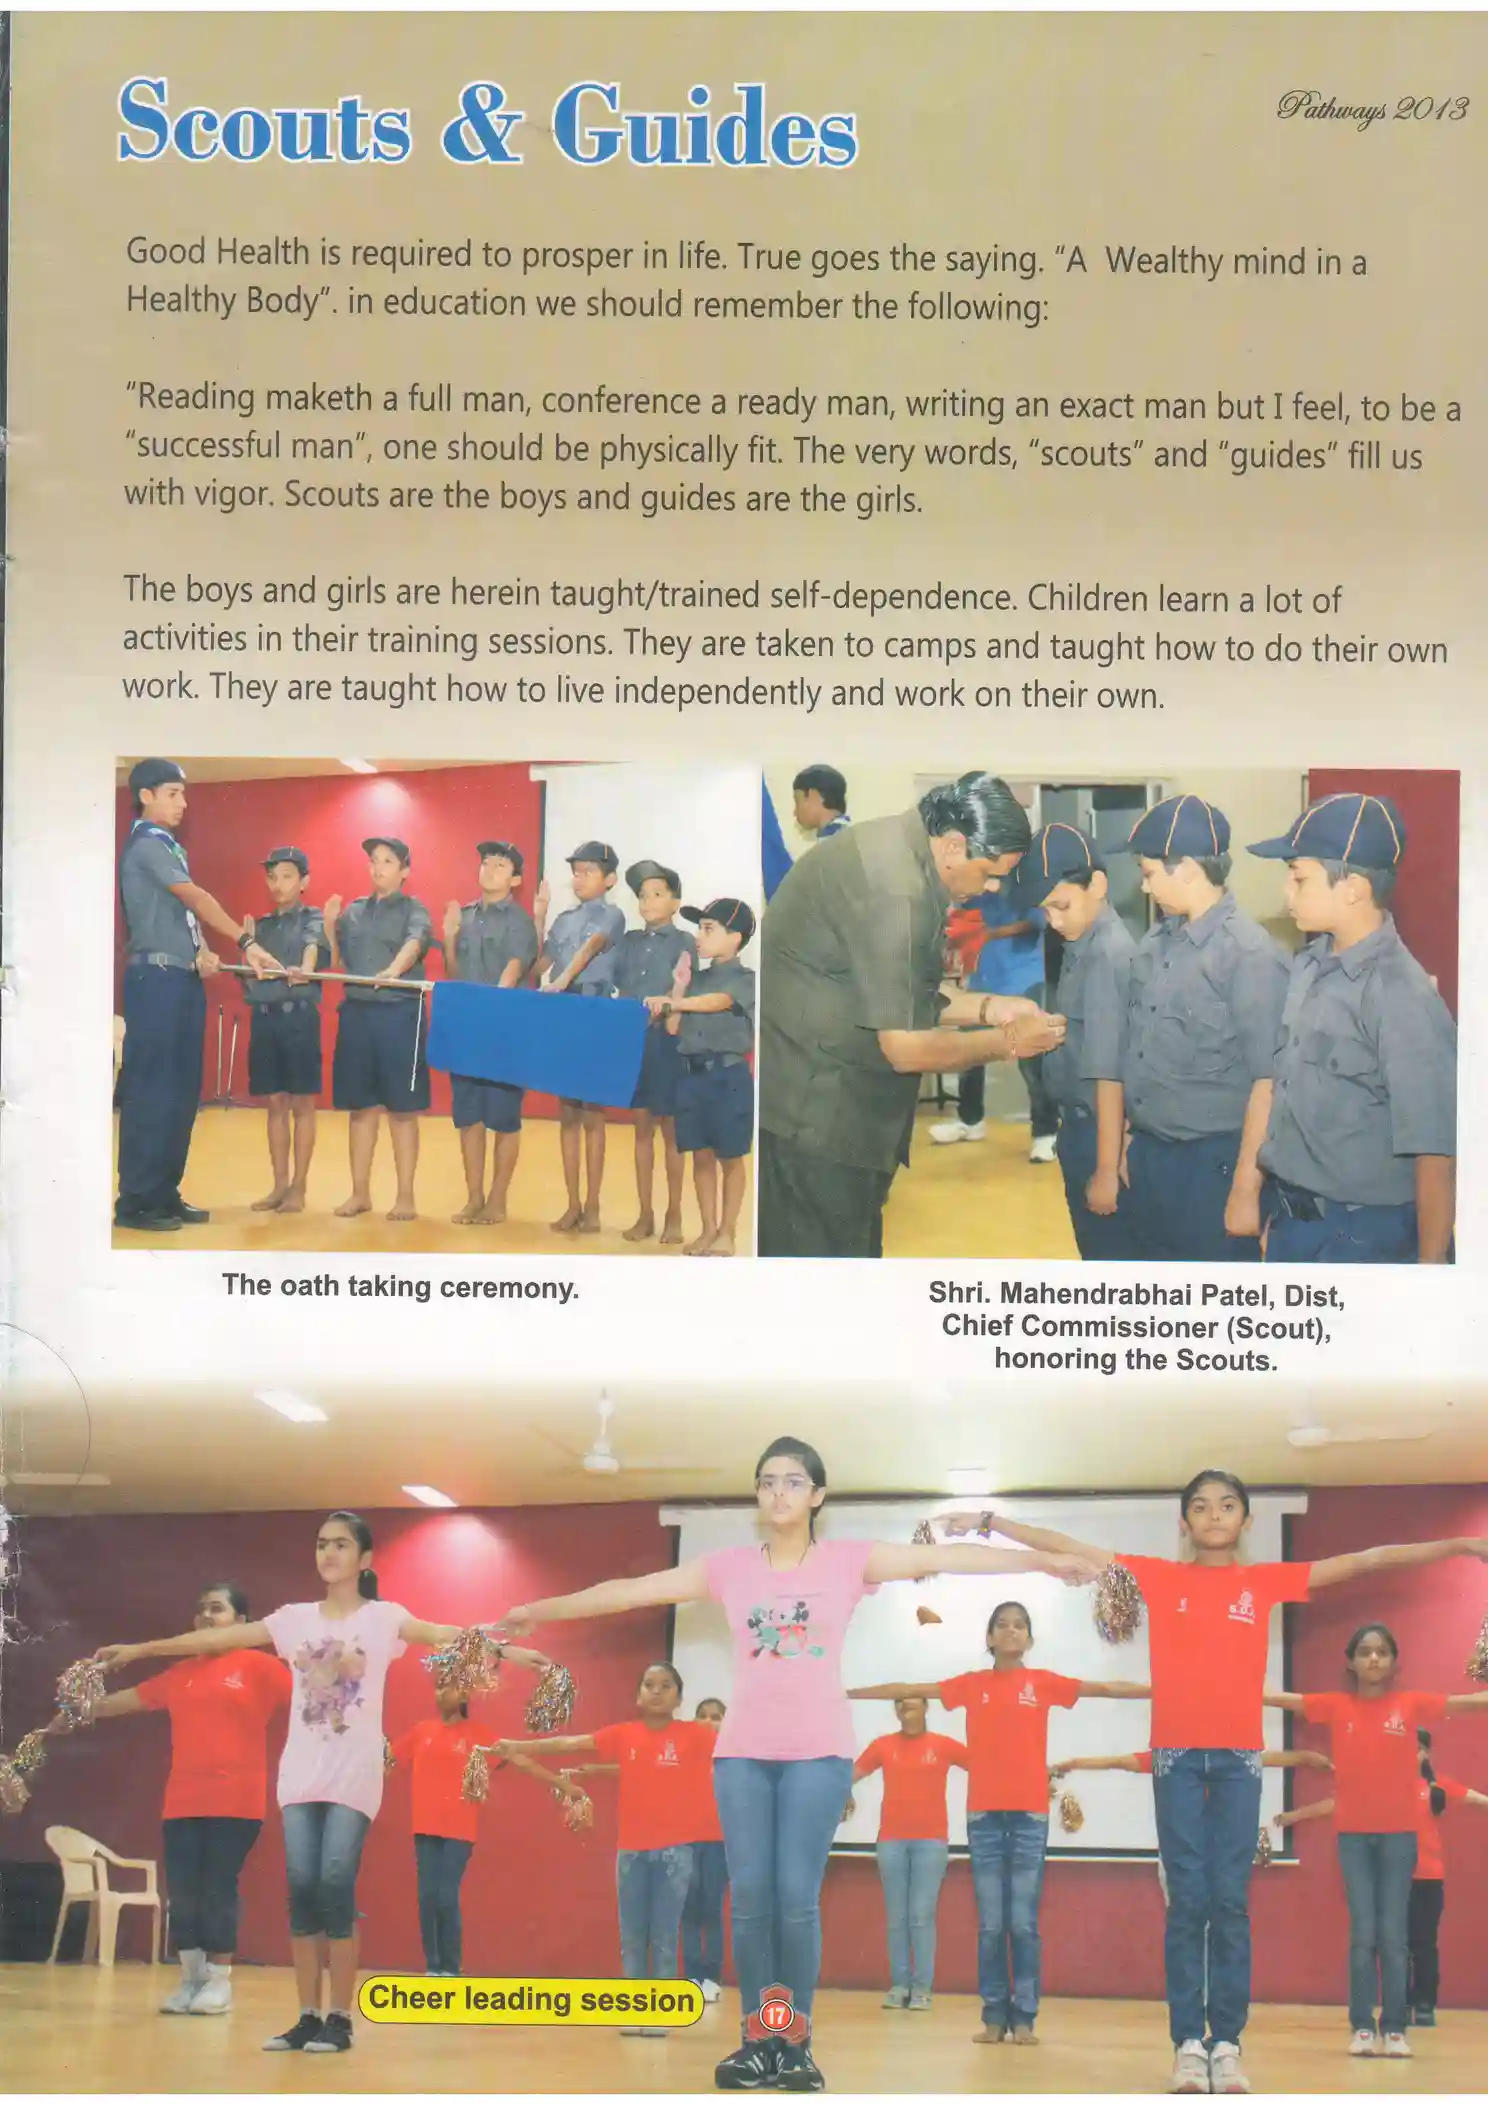 Scouts & Guides
Pathways 2013
Good Health is required to prosper in life. True goes the saying. "A Wealthy mind in a
Healthy Body". in education we should remember the following:
"Reading maketh a full man, conference a ready man, writing an exact man but I feel, to be a
"successful man", one should be physically fit. The very words, "scouts" and "guides" fill us
with vigor. Scouts are the boys and guides are the girls.
The boys and girls are herein taught/trained self-dependence. Children learn a lot of
activities in their training sessions. They are taken to camps and taught how to do their own
work. They are taught how to live independently and work on their own.
The oath taking ceremony.
Shri. Mahendrabhai Patel, Dist,
Chief Commissioner (Scout),
honoring the Scouts.
Cheer leading session
17